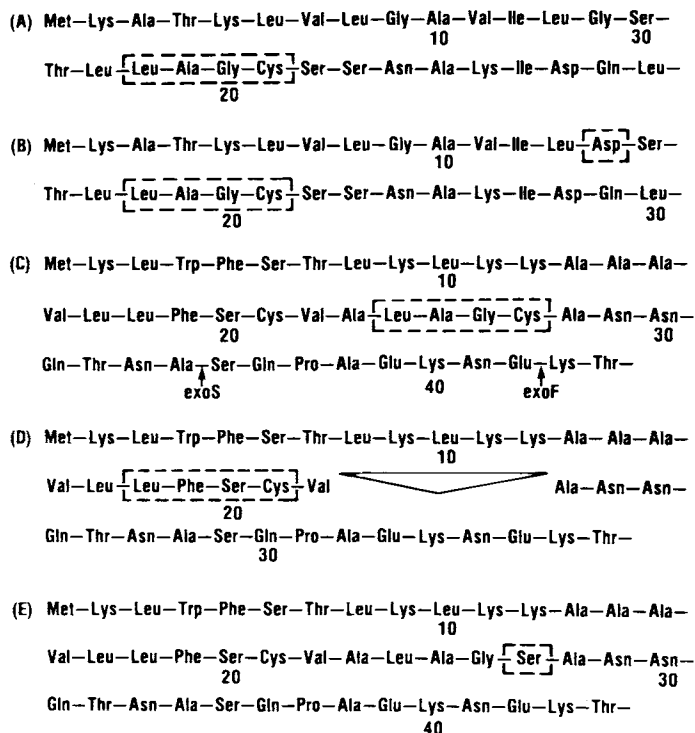 (A) Met–Lys–Ala–Thr–Lys–Leu–Val–Leu–Gly–Ala–Val–Ile–Leu–Gly–Ser–
10 30
Thr–Leu–Leu–Ala–Gly–Cys–Ser–Ser–Asn–Ala–Lys–Ile–Asp–Gln–Leu–
20
(B) Met–Lys–Ala–Thr–Lys–Leu–Val–Leu–Gly–Ala–Val–Ile–Leu–Asp–Ser–
10
Thr–Leu–Leu–Ala–Gly–Cys–Ser–Ser–Asn–Ala–Lys–Ile–Asp–Gln–Leu–
20 30
(C) Met–Lys–Leu–Trp–Phe–Ser–Thr–Leu–Lys–Leu–Lys–Lys–Ala–Ala–Ala–
10
Val–Leu–Leu–Phe–Ser–Cys–Val–Ala–Leu–Ala–Gly–Cys–Ala–Asn–Asn–
20 30
Gln–Thr–Asn–Ala–Ser–Gln–Pro–Ala–Glu–Lys–Asn–Glu–Lys–Thr–
exoS 40 exoF
(D) Met–Lys–Leu–Trp–Phe–Ser–Thr–Leu–Lys–Leu–Lys–Lys–Ala–Ala–Ala–
10
Val–Leu–Leu–Phe–Ser–Cys–Val Ala–Asn–Asn–
20
Gln–Thr–Asn–Ala–Ser–Gln–Pro–Ala–Glu–Lys–Asn–Glu–Lys–Thr–
30
(E) Met–Lys–Leu–Trp–Phe–Ser–Thr–Leu–Lys–Leu–Lys–Lys–Ala–Ala–Ala–
10
Val–Leu–Leu–Phe–Ser–Cys–Val–Ala–Leu–Ala–Gly–Ser–Ala–Asn–Asn–
20 30
Gln–Thr–Asn–Ala–Ser–Gln–Pro–Ala–Glu–Lys–Asn–Glu–Lys–Thr–
40